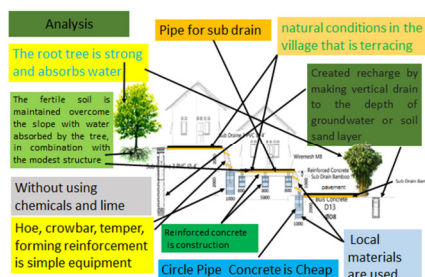 Analysis
Pipe for sub drain
natural conditions in the
village that is terracing
The root tree is strong
and absorbs water
Created recharge by
making vertical drain
to the depth of
groundwater or soil
sand layer
The fertile soil is
maintained overcome
the slope with water
absorbed by the tree,
in combination with
the modest structure
Wiremesh M8
Reinforced Concrete
Sub Drain Bamboo
pavement
Buis Concrete
D13
Without using
chemicals and lime
Hoe, crowbar, temper,
forming reinforcement
is simple equipment
Reinforced concrete
is construction
Circle Pipe Concrete is Cheap
Local
materials
are used